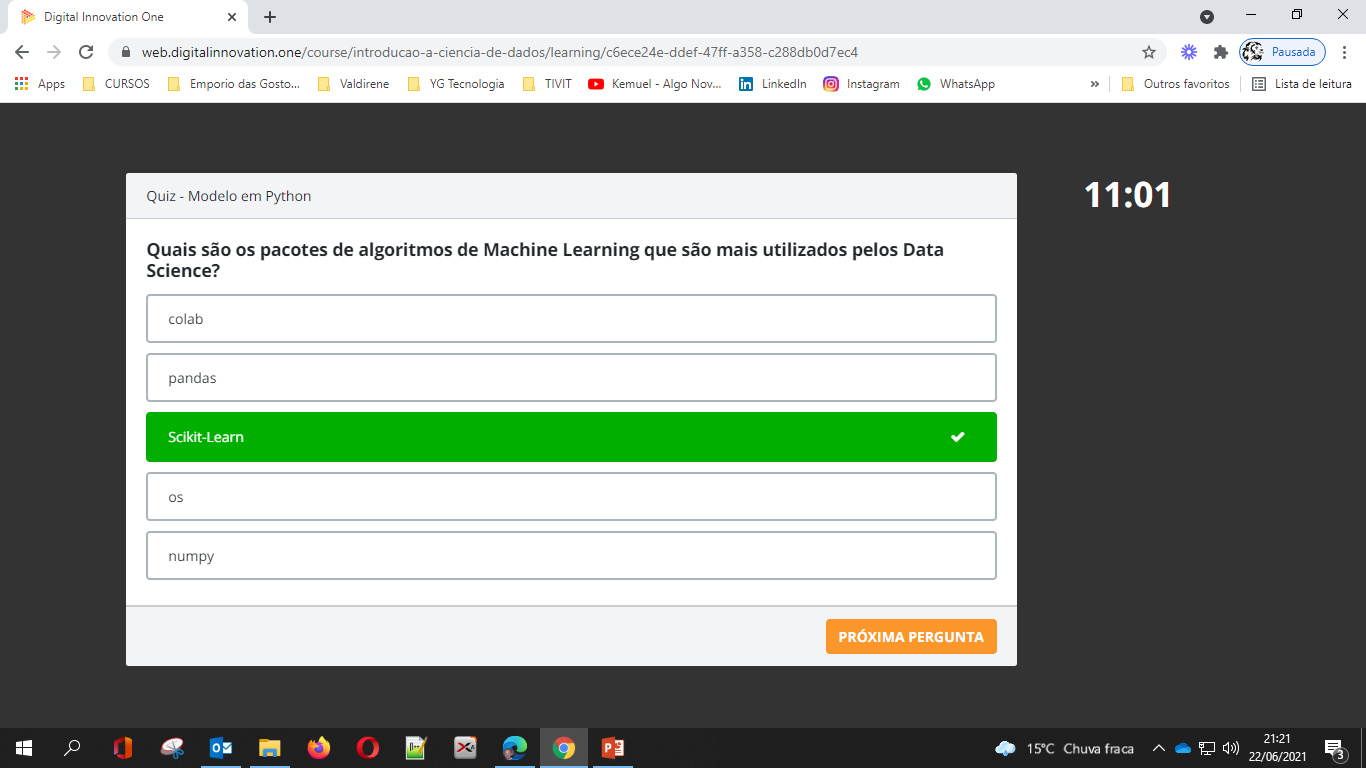 Digital Innovation One
web.digitalinnovation.one/course/introducao-a-ciencia-de-dados/learning/c6ece24e-ddef-47ff-a358-c288db0d7ec4
Pausada
Apps CURSOS Emporio das Gosto... Valdirene YG Tecnologia TIVIT Kemuel - Algo Nov... LinkedIn Instagram WhatsApp » Outros favoritos Lista de leitura
Quiz - Modelo em Python
11:01
Quais são os pacotes de algoritmos de Machine Learning que são mais utilizados pelos Data
Science?
colab
pandas
Scikit-Learn
os
numpy
PRÓXIMA PERGUNTA
15°C Chuva fraca
21:21
22/06/2021
3